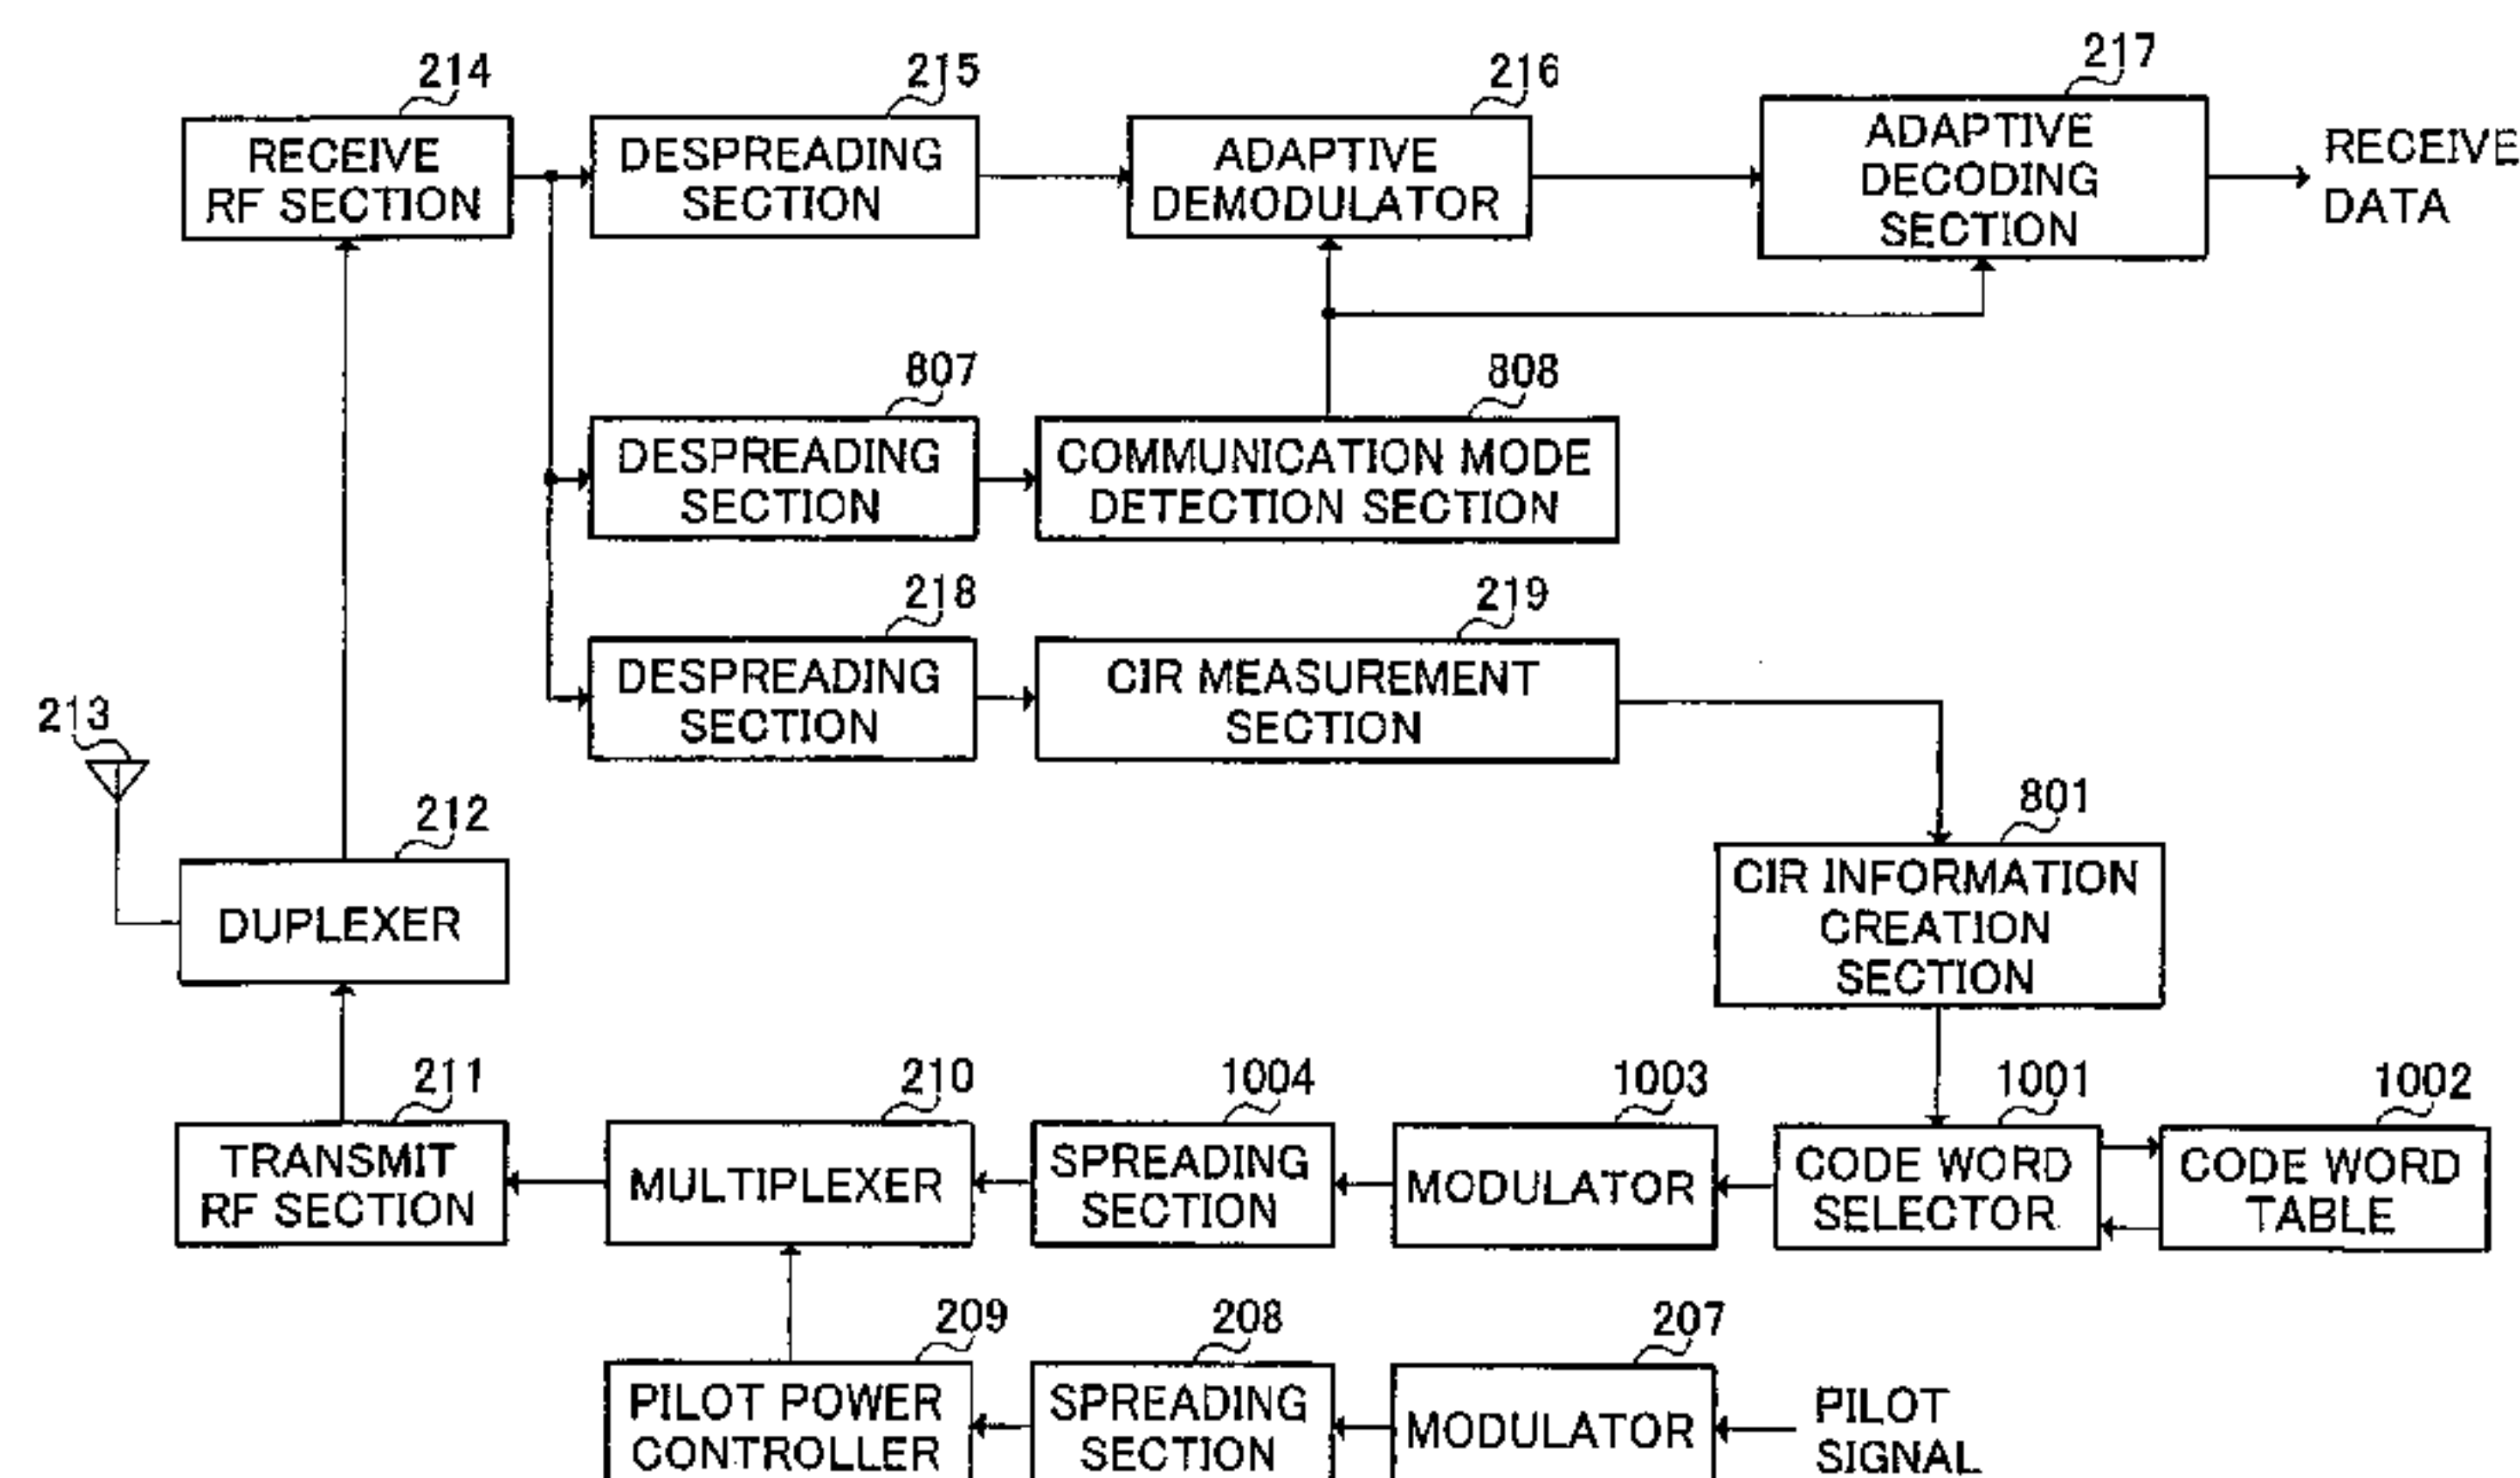 214
215
216
217
RECEIVE
RF SECTION
DESPREADING
SECTION
ADAPTIVE
DEMODULATOR
ADAPTIVE
DECODING
SECTION
RECEIVE
DATA
807
808
DESPREADING
SECTION
COMMUNICATION MODE
DETECTION SECTION
218
219
DESPREADING
SECTION
CIR MEASUREMENT
SECTION
213
212
801
DUPLEXER
CIR INFORMATION
CREATION
SECTION
211
210
1004
1003
1001
1002
TRANSMIT
RF SECTION
MULTIPLEXER
SPREADING
SECTION
MODULATOR
CODE WORD
SELECTOR
CODE WORD
TABLE
209
208
207
PILOT POWER
CONTROLLER
SPREADING
SECTION
MODULATOR
PILOT
SIGNAL